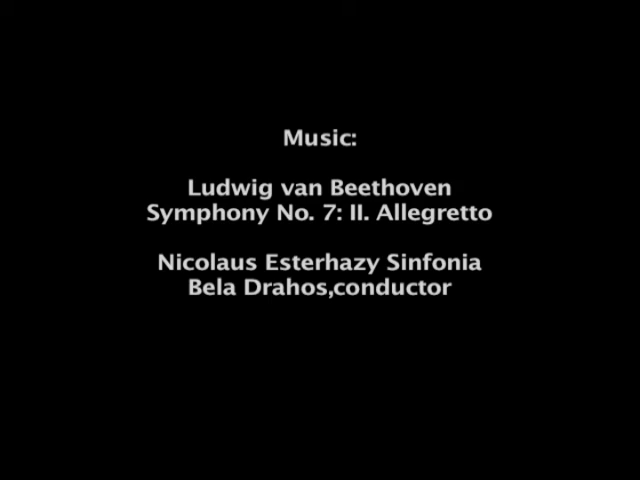 Music:
Ludwig van Beethoven
Symphony No. 7: II. Allegretto
Nicolaus Esterhazy Sinfonia
Bela Drahos,conductor